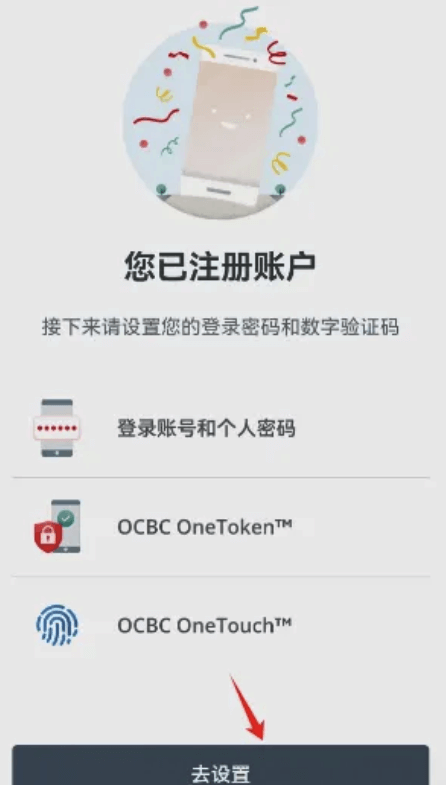 您已注册账户
接下来请设置您的登录密码和数字验证码
登录账号和个人密码
OCBC OneToken™
OCBC OneTouch™
去设置